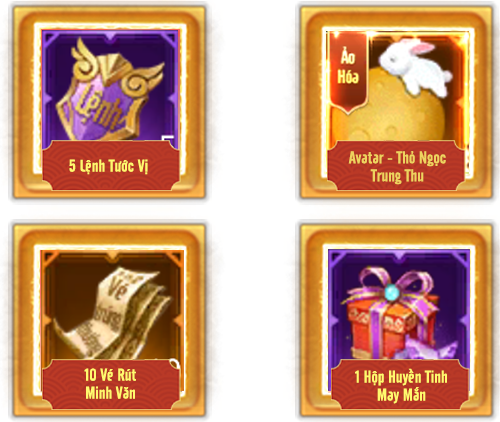 Lệnh
5 Lệnh Tước Vị
Ảo
Hóa
Avatar - Thỏ Ngọc
Trung Thu
Vé
10 Vé Rút
Minh Văn
1 Hộp Huyền Tinh
May Mắn